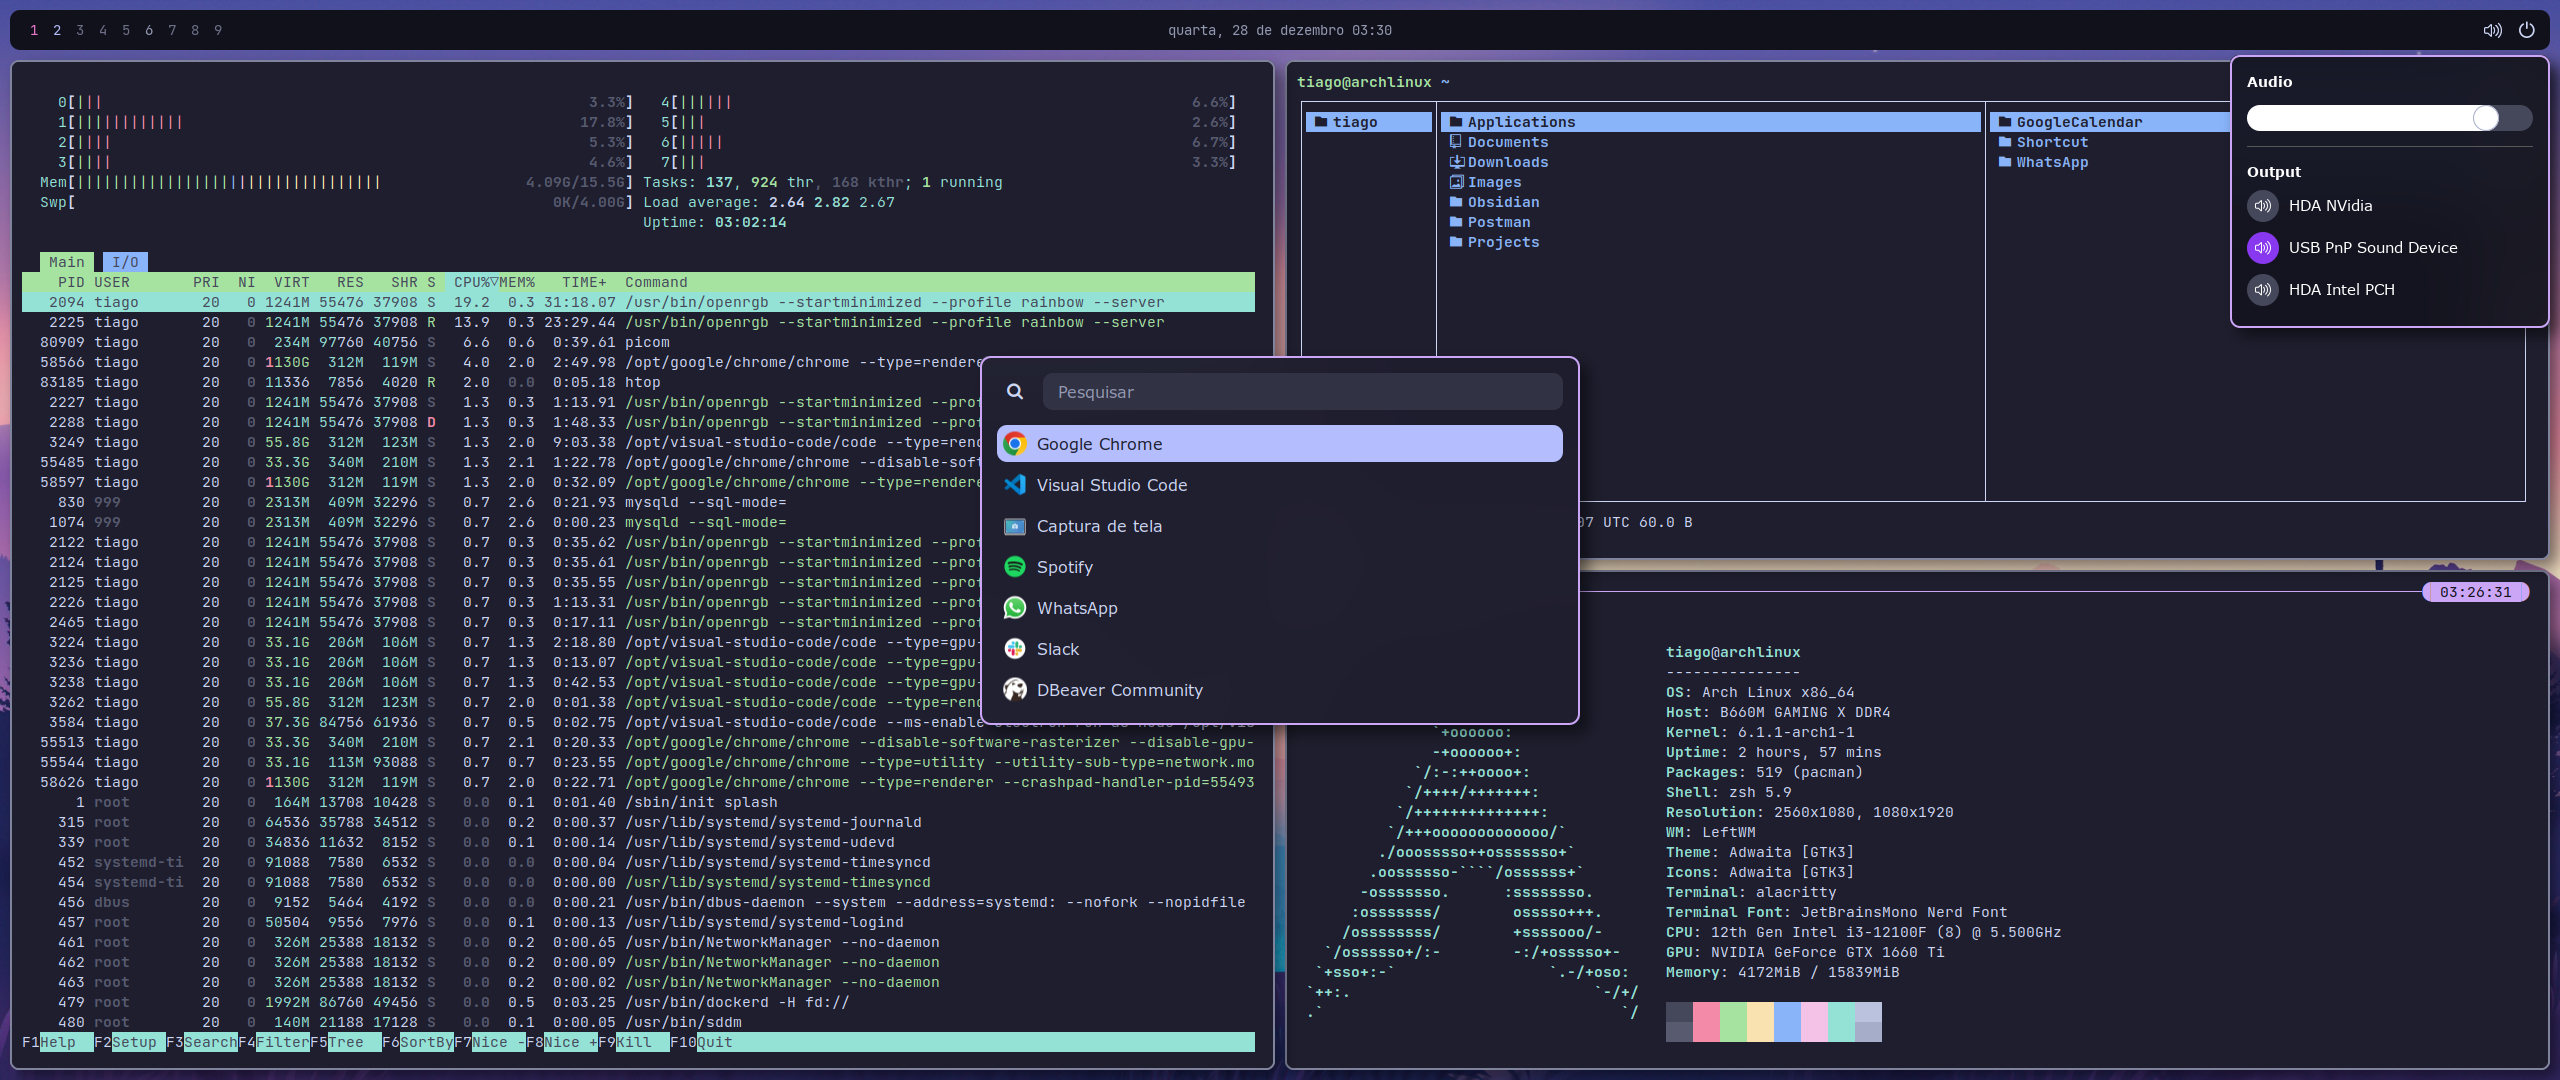 1 2 3 4 5 6 7 8 9
quarta, 28 de dezembro 03:30
0[||| 3.3%] 4[|||||| 6.6%]
1[|||||||||||| 17.8%] 5[||| 2.6%]
2[|||| 5.3%] 6[||||| 6.7%]
3[|||| 4.6%] 7[||| 3.3%]
Mem[|||||||||||||||||||||||||||||||||| 4.09G/15.5G] Tasks: 137, 924 thr, 168 kthr; 1 running
Swp[ 0K/4.00G] Load average: 2.64 2.82 2.67
Uptime: 03:02:14
Main I/O
PID USER PRI NI VIRT RES SHR S CPU%▽MEM% TIME+ Command
2094 tiago 20 0 1241M 55476 37908 S 19.2 0.3 31:18.07 /usr/bin/openrgb --startminimized --profile rainbow --server
2225 tiago 20 0 1241M 55476 37908 R 13.9 0.3 23:29.44 /usr/bin/openrgb --startminimized --profile rainbow --server
80909 tiago 20 0 234M 97760 40756 S 6.6 0.6 0:39.61 picom
58566 tiago 20 0 1130G 312M 119M S 4.0 2.0 2:49.98 /opt/google/chrome/chrome --type=rendere
83185 tiago 20 0 11336 7856 4020 R 2.0 0.0 0:05.18 htop
2227 tiago 20 0 1241M 55476 37908 S 1.3 0.3 1:13.91 /usr/bin/openrgb --startminimized --prof
2288 tiago 20 0 1241M 55476 37908 D 1.3 0.3 1:48.33 /usr/bin/openrgb --startminimized --prof
3249 tiago 20 0 55.8G 312M 123M S 1.3 2.0 9:03.38 /opt/visual-studio-code/code --type=rend
55485 tiago 20 0 33.3G 340M 210M S 1.3 2.1 1:22.78 /opt/google/chrome/chrome --disable-soft
58597 tiago 20 0 1130G 312M 119M S 1.3 2.0 0:32.09 /opt/google/chrome/chrome --type=rendere
830 999 20 0 2313M 409M 32296 S 0.7 2.6 0:21.93 mysqld --sql-mode=
1074 999 20 0 2313M 409M 32296 S 0.7 2.6 0:00.23 mysqld --sql-mode=
2122 tiago 20 0 1241M 55476 37908 S 0.7 0.3 0:35.62 /usr/bin/openrgb --startminimized --prof
2124 tiago 20 0 1241M 55476 37908 S 0.7 0.3 0:35.61 /usr/bin/openrgb --startminimized --prof
2125 tiago 20 0 1241M 55476 37908 S 0.7 0.3 0:35.55 /usr/bin/openrgb --startminimized --prof
2226 tiago 20 0 1241M 55476 37908 S 0.7 0.3 1:13.31 /usr/bin/openrgb --startminimized --prof
2465 tiago 20 0 1241M 55476 37908 S 0.7 0.3 0:17.11 /usr/bin/openrgb --startminimized --prof
3224 tiago 20 0 33.1G 206M 106M S 0.7 1.3 2:18.80 /opt/visual-studio-code/code --type=gpu-
3236 tiago 20 0 33.1G 206M 106M S 0.7 1.3 0:13.07 /opt/visual-studio-code/code --type=gpu-
3238 tiago 20 0 33.1G 206M 106M S 0.7 1.3 0:42.53 /opt/visual-studio-code/code --type=gpu-
3262 tiago 20 0 55.8G 312M 123M S 0.7 2.0 0:01.38 /opt/visual-studio-code/code --type=rend
3584 tiago 20 0 37.3G 84756 61936 S 0.7 0.5 0:02.75 /opt/visual-studio-code/code --ms-enable
55513 tiago 20 0 33.3G 340M 210M S 0.7 2.1 0:20.33 /opt/google/chrome/chrome --disable-software-rasterizer --disable-gpu-
55544 tiago 20 0 33.1G 113M 93088 S 0.7 0.7 0:23.55 /opt/google/chrome/chrome --type=utility --utility-sub-type=network.mo
58626 tiago 20 0 1130G 312M 119M S 0.7 2.0 0:22.71 /opt/google/chrome/chrome --type=renderer --crashpad-handler-pid=55493
1 root 20 0 164M 13708 10428 S 0.0 0.1 0:01.40 /sbin/init splash
315 root 20 0 64536 35788 34512 S 0.0 0.2 0:00.37 /usr/lib/systemd/systemd-journald
339 root 20 0 34836 11632 8152 S 0.0 0.1 0:00.14 /usr/lib/systemd/systemd-udevd
452 systemd-ti 20 0 91088 7580 6532 S 0.0 0.0 0:00.04 /usr/lib/systemd/systemd-timesyncd
454 systemd-ti 20 0 91088 7580 6532 S 0.0 0.0 0:00.00 /usr/lib/systemd/systemd-timesyncd
456 dbus 20 0 9152 5464 4192 S 0.0 0.0 0:00.21 /usr/bin/dbus-daemon --system --address=systemd: --nofork --nopidfile
457 root 20 0 50504 9556 7976 S 0.0 0.1 0:00.13 /usr/lib/systemd/systemd-logind
461 root 20 0 326M 25388 18132 S 0.0 0.2 0:00.65 /usr/bin/NetworkManager --no-daemon
462 root 20 0 326M 25388 18132 S 0.0 0.2 0:00.09 /usr/bin/NetworkManager --no-daemon
463 root 20 0 326M 25388 18132 S 0.0 0.2 0:00.02 /usr/bin/NetworkManager --no-daemon
479 root 20 0 1992M 86760 49456 S 0.0 0.5 0:03.25 /usr/bin/dockerd -H fd://
480 root 20 0 140M 21188 17128 S 0.0 0.1 0:00.05 /usr/bin/sddm
F1Help F2Setup F3SearchF4FilterF5Tree F6SortByF7Nice -F8Nice +F9Kill F10Quit
Pesquisar
Google Chrome
Visual Studio Code
Captura de tela
Spotify
WhatsApp
Slack
DBeaver Community
tiago@archlinux ~
tiago
Applications
Documents
Downloads
Images
Obsidian
Postman
Projects
GoogleCalendar
Shortcut
WhatsApp
07 UTC 60.0 B
Audio
Output
HDA NVidia
USB PnP Sound Device
HDA Intel PCH
03:26:31
`+oooooo:
-+oooooo+:
`/:-:++oooo+:
`/++++/+++++++:
`/++++++++++++++:
`/+++ooooooooooooo/`
./ooosssso++osssssso+`
.oossssso-````/ossssss+`
-osssssso. :ssssssso.
:osssssss/ osssso+++.
/ossssssss/ +ssssooo/-
`/ossssso+/:- -:/+osssso+-
`+sso+:-` `.-/+oso:
`++:. `-/+/
.` `/
tiago@archlinux
---------------
OS: Arch Linux x86_64
Host: B660M GAMING X DDR4
Kernel: 6.1.1-arch1-1
Uptime: 2 hours, 57 mins
Packages: 519 (pacman)
Shell: zsh 5.9
Resolution: 2560x1080, 1080x1920
WM: LeftWM
Theme: Adwaita [GTK3]
Icons: Adwaita [GTK3]
Terminal: alacritty
Terminal Font: JetBrainsMono Nerd Font
CPU: 12th Gen Intel i3-12100F (8) @ 5.500GHz
GPU: NVIDIA GeForce GTX 1660 Ti
Memory: 4172MiB / 15839MiB